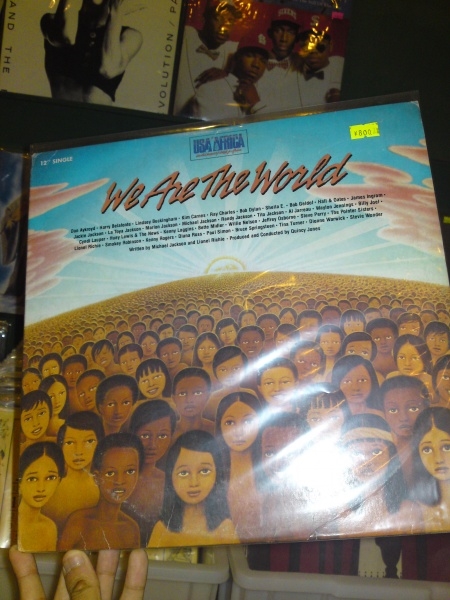 AND THE
VOLUTION / PA
USA for AFRICA
¥800
12" SINGLE
We Are The World
Dan Aykroyd • Harry Belafonte • Lindsey Buckingham • Kim Carnes • Ray Charles • Bob Dylan • Sheila E. • Bob Geldof • Hall & Oates • James Ingram •
Jackie Jackson • La Toya Jackson • Marlon Jackson • Michael Jackson • Randy Jackson • Tito Jackson • Al Jarreau • Waylon Jennings • Billy Joel •
Cyndi Lauper • Huey Lewis & The News • Kenny Loggins • Bette Midler • Willie Nelson • Jeffrey Osborne • Steve Perry • The Pointer Sisters •
Lionel Richie • Smokey Robinson • Kenny Rogers • Diana Ross • Paul Simon • Bruce Springsteen • Tina Turner • Dionne Warwick • Stevie Wonder
Written by Michael Jackson and Lionel Richie • Produced and Conducted by Quincy Jones